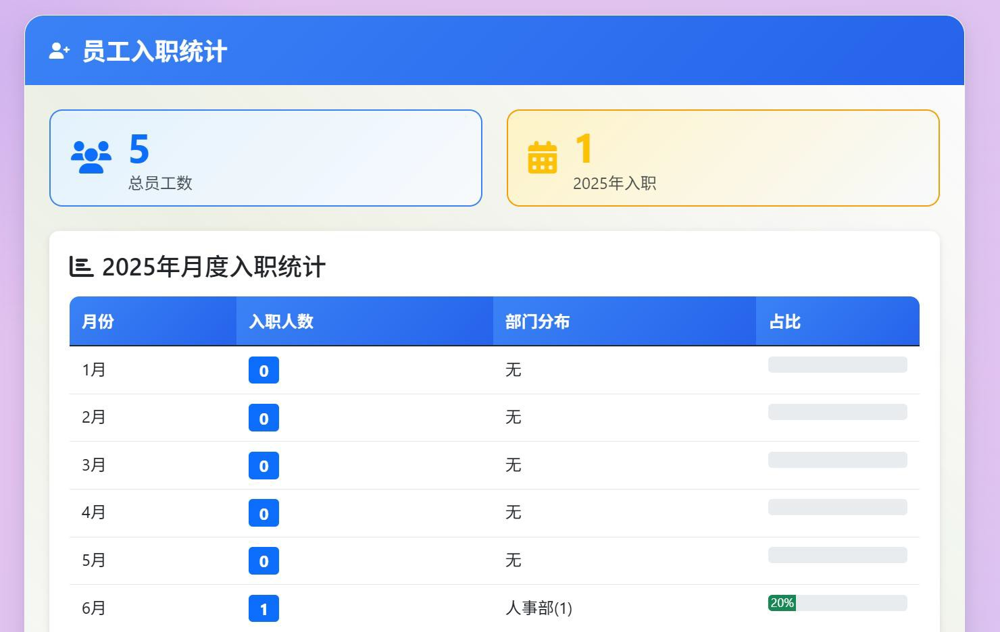 员工入职统计
5
总员工数
1
2025年入职
2025年月度入职统计
月份 入职人数 部门分布 占比
1月 0 无
2月 0 无
3月 0 无
4月 0 无
5月 0 无
6月 1 人事部(1) 20%